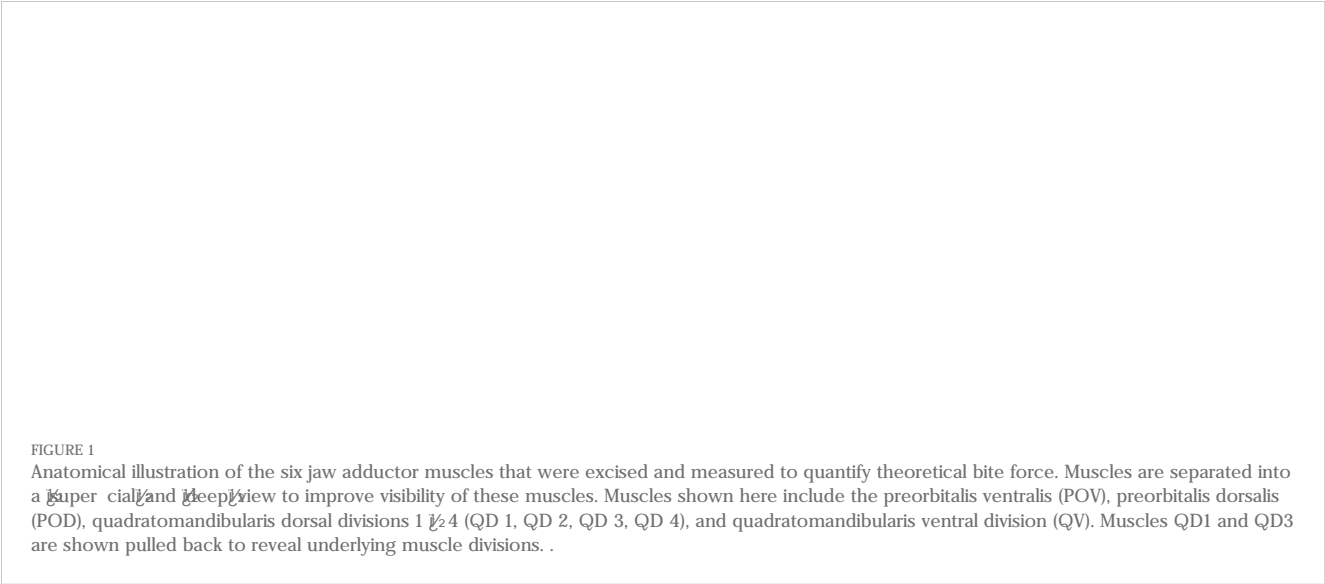 FIGURE 1
Anatomical illustration of the six jaw adductor muscles that were excised and measured to quantify theoretical bite force. Muscles are separated into
a super cial and deep view to improve visibility of these muscles. Muscles shown here include the preorbitalis ventralis (POV), preorbitalis dorsalis
(POD), quadratomandibularis dorsal divisions 1 4 (QD 1, QD 2, QD 3, QD 4), and quadratomandibularis ventral division (QV). Muscles QD1 and QD3
are shown pulled back to reveal underlying muscle divisions. .